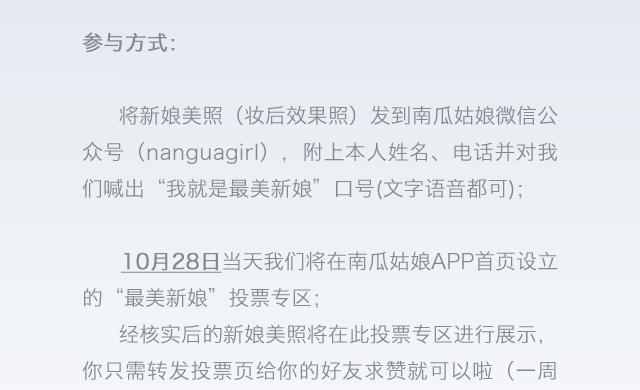 参与方式：
将新娘美照（妆后效果照）发到南瓜姑娘微信公
众号（nanguagirl），附上本人姓名、电话并对我
们喊出“我就是最美新娘”口号(文字语音都可)；
10月28日当天我们将在南瓜姑娘APP首页设立
的“最美新娘”投票专区；
经核实后的新娘美照将在此投票专区进行展示，
你只需转发投票页给你的好友求赞就可以啦（一周